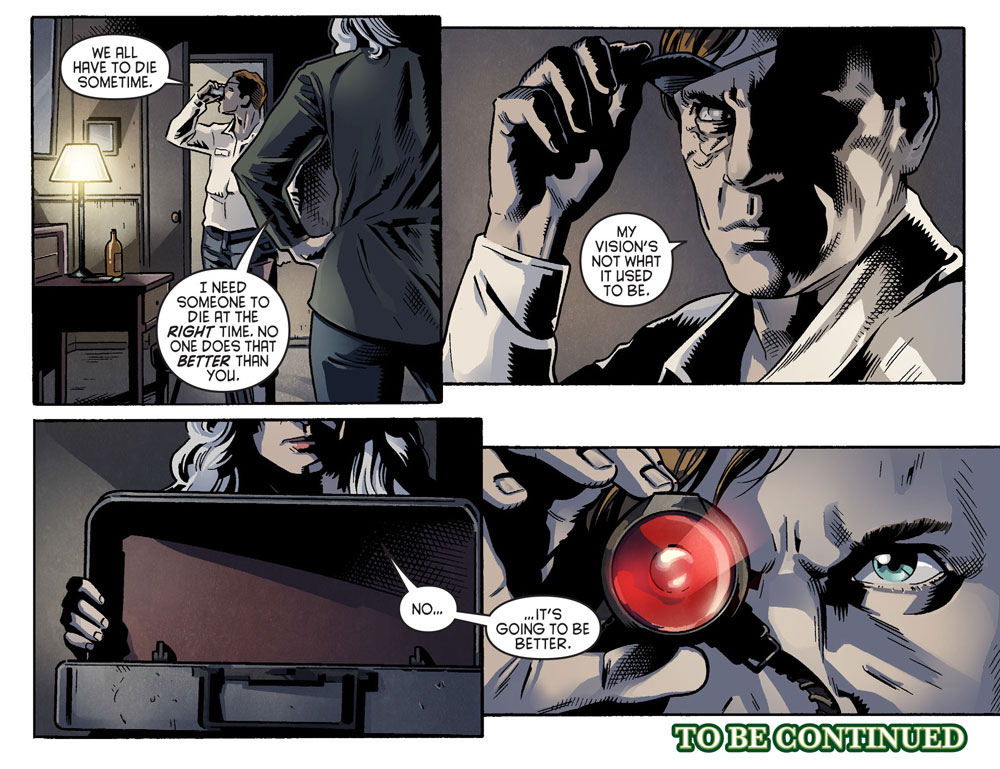 WE ALL
HAVE TO DIE
SOMETIME.
I NEED
SOMEONE TO
DIE AT THE
RIGHT TIME. NO
ONE DOES THAT
BETTER THAN
YOU.
MY
VISION'S
NOT WHAT
IT USED
TO BE.
NO...
...IT'S
GOING TO BE
BETTER.
TO BE CONTINUED